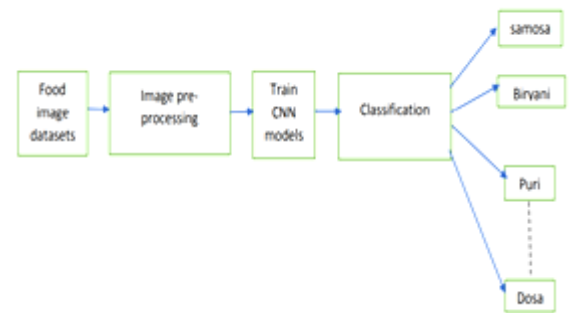 Food
image
datasets
Image pre-
processing
Train
CNN
models
Classification
samosa
Biryani
Puri
Dosa